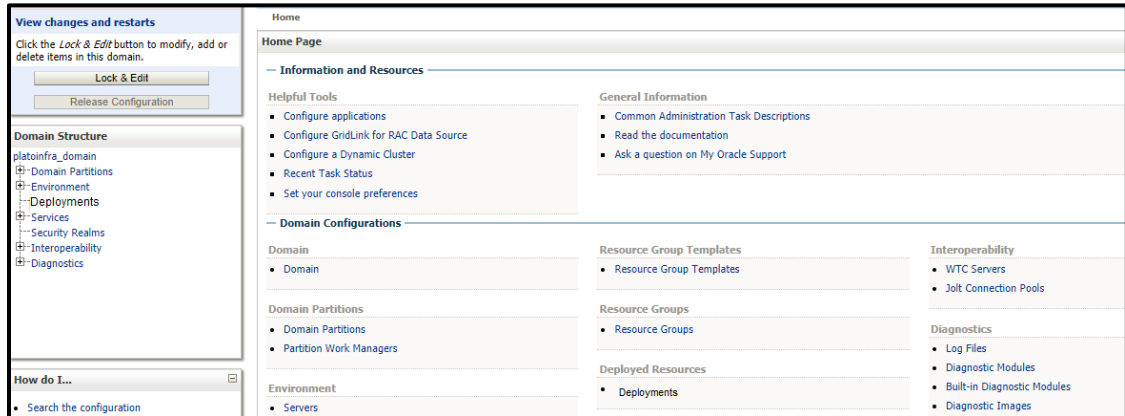 View changes and restarts
Click the Lock & Edit button to modify, add or
delete items in this domain.
Lock & Edit
Release Configuration
Domain Structure
platoinfra_domain
Domain Partitions
Environment
Deployments
Services
Security Realms
Interoperability
Diagnostics
How do I...
Search the configuration
Home
Home Page
Information and Resources
Helpful Tools
Configure applications
Configure GridLink for RAC Data Source
Configure a Dynamic Cluster
Recent Task Status
Set your console preferences
General Information
Common Administration Task Descriptions
Read the documentation
Ask a question on My Oracle Support
Domain Configurations
Domain
Domain
Domain Partitions
Domain Partitions
Partition Work Managers
Environment
Servers
Resource Group Templates
Resource Group Templates
Resource Groups
Resource Groups
Deployed Resources
Deployments
Interoperability
WTC Servers
Jolt Connection Pools
Diagnostics
Log Files
Diagnostic Modules
Built-in Diagnostic Modules
Diagnostic Images